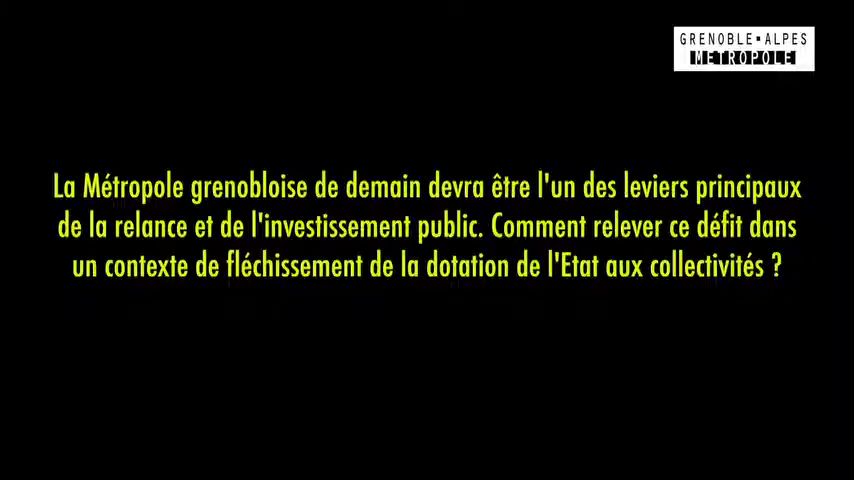 GRENOBLE-ALPES
METROPOLE
La Métropole grenobloise de demain devra être l'un des leviers principaux
de la relance et de l'investissement public. Comment relever ce défit dans
un contexte de fléchissement de la dotation de l'Etat aux collectivités ?